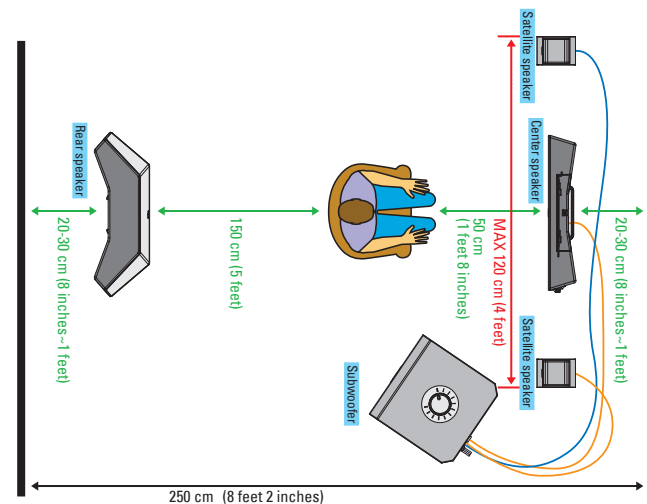 Satellite speaker
Center speaker
Satellite speaker
Rear speaker
Subwoofer
20-30 cm (8 inches~1 feet)
150 cm (5 feet)
50 cm
(1 feet 8 inches)
MAX 120 cm (4 feet)
20-30 cm (8 inches~1 feet)
250 cm (8 feet 2 inches)